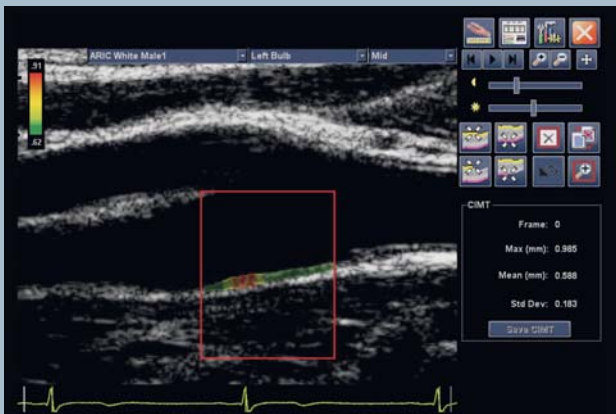 ARIC White Male1
Left Bulb
Mid
.91
.62
CIMT
Frame: 0
Max (mm): 0.985
Mean (mm): 0.588
Std Dev: 0.183
Save CIMT